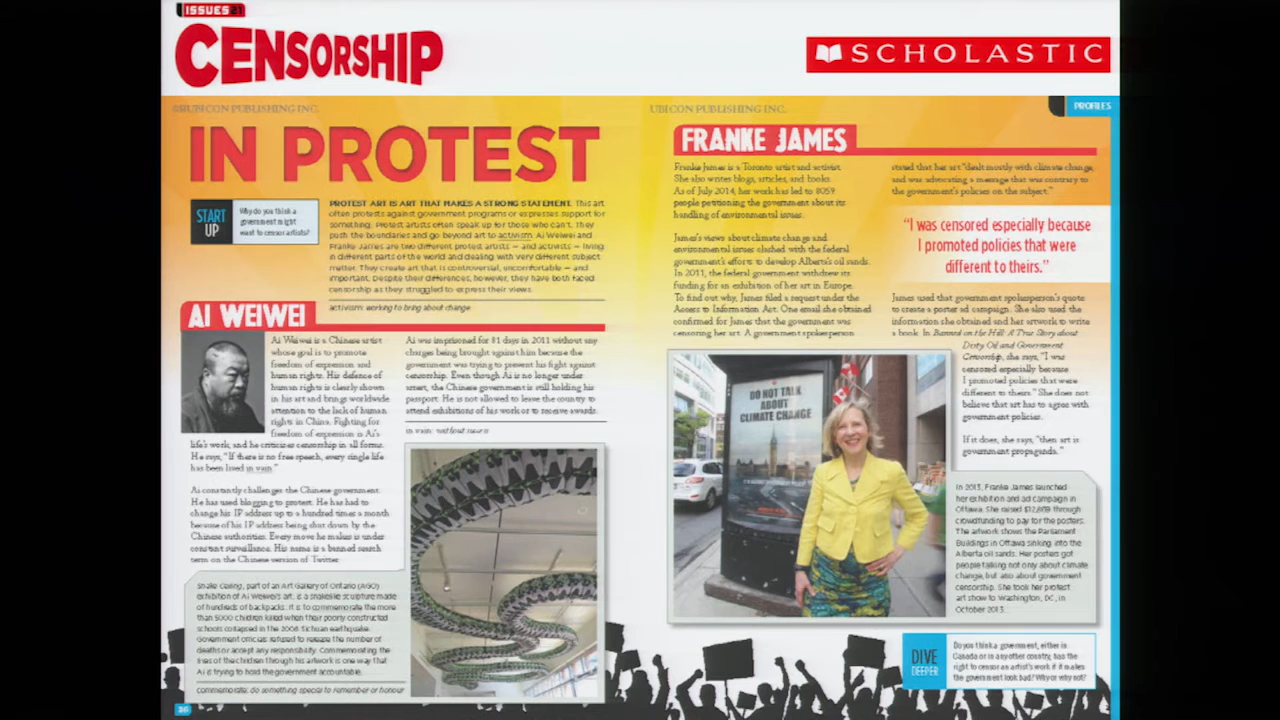 ISSUES 21
CENSORSHIP
SCHOLASTIC
©RUBICON PUBLISHING INC.
UBICON PUBLISHING INC.
PROFILES
IN PROTEST
START
UP
Why do you think a
government might
want to censor artists?
PROTEST ART IS ART THAT MAKES A STRONG STATEMENT. This art
often protests against government programs or expresses support for
something. Protest artists often speak up for those who can't. They
push the boundaries and go beyond art to activism. Ai Weiwei and
Franke James are two different protest artists — and activists — living
in different parts of the world and dealing with very different subject
matter. They create art that is controversial, uncomfortable — and
important. Despite their differences, however, they have both faced
censorship as they struggled to express their views.
activism: working to bring about change
AI WEIWEI
Ai Weiwei is a Chinese artist
whose goal is to promote
freedom of expression and
human rights. His defence of
human rights is clearly shown
in his art and brings worldwide
attention to the lack of human
rights in China. Fighting for
freedom of expression is Ai's
life's work, and he criticizes censorship in all forms.
He says, "If there is no free speech, every single life
has been lived in vain."
Ai constantly challenges the Chinese government.
He has used blogging to protest. He has had to
change his IP address up to a hundred times a month
because of his IP address being shut down by the
Chinese authorities. Every move he makes is under
constant surveillance. His name is a banned search
term on the Chinese version of Twitter.
Ai was imprisoned for 81 days in 2011 without any
charges being brought against him because the
government was trying to prevent his fight against
censorship. Even though Ai is no longer under
arrest, the Chinese government is still holding his
passport. He is not allowed to leave the country to
attend exhibitions of his work or to receive awards.
in vain: without success
Snake Ceiling, part of an Art Gallery of Ontario (AGO)
exhibition of Ai Weiwei's art, is a snakelike sculpture made
of hundreds of backpacks. It is to commemorate the more
than 5000 children killed when their poorly constructed
schools collapsed in the 2008 Sichuan earthquake.
Government officials refused to release the number of
deaths or accept any responsibility. Commemorating the
lives of the children through his artwork is one way that
Ai is trying to hold the government accountable.
commemorate: do something special to remember or honour
FRANKE JAMES
Franke James is a Toronto artist and activist.
She also writes blogs, articles, and books.
As of July 2014, her work has led to 8059
people petitioning the government about its
handling of environmental issues.
James's views about climate change and
environmental issues clashed with the federal
government's efforts to develop Alberta's oil sands.
In 2011, the federal government withdrew its
funding for an exhibition of her art in Europe.
To find out why, James filed a request under the
Access to Information Act. One email she obtained
confirmed for James that the government was
censoring her art. A government spokesperson
stated that her art "dealt mostly with climate change,
and was advocating a message that was contrary to
the government's policies on the subject."
"I was censored especially because
I promoted policies that were
different to theirs."
James used that government spokesperson's quote
to create a poster ad campaign. She also used the
information she obtained and her artwork to write
a book. In Banned on the Hill: A True Story about
Dirty Oil and Government
Censorship, she says, "I was
censored especially because
I promoted policies that were
different to theirs." She does not
believe that art has to agree with
government policies.
If it does, she says, "then art is
government propaganda."
DO NOT TALK
ABOUT
CLIMATE CHANGE
In 2013, Franke James launched
her exhibition and ad campaign in
Ottawa. She raised $12,809 through
crowdfunding to pay for the posters.
The artwork shows the Parliament
Buildings in Ottawa sinking into the
Alberta oil sands. Her posters got
people talking not only about climate
change, but also about government
censorship. She took her protest
art show to Washington, DC, in
October 2013.
DIVE
DEEPER
Do you think a government, either in
Canada or in any other country, has the
right to censor an artist's work if it makes
the government look bad? Why or why not?
26